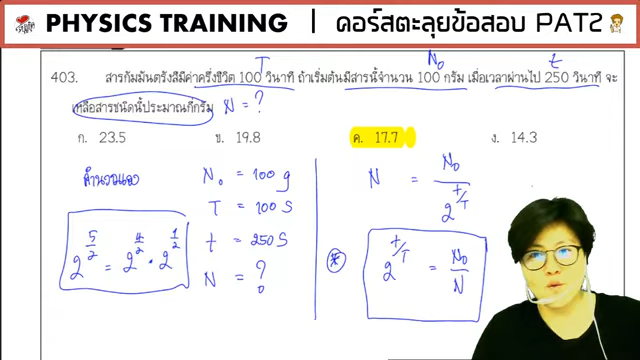 PHYSICS TRAINING | คอร์สตะลุยข้อสอบ PAT2
T N₀ t
403. สารกัมมันตรังสีมีค่าครึ่งชีวิต 100 วินาที ถ้าเริ่มต้นมีสารนี้จำนวน 100 กรัม เมื่อเวลาผ่านไป 250 วินาที จะ
เหลือสารชนิดนี้ประมาณกี่กรัม N = ?
ก. 23.5 ข. 19.8 ค. 17.7 ง. 14.3
คำนวณเอง
2^(5/2) = 2^(4/2) · 2^(1/2)
N₀ = 100 g
T = 100 S
t = 250 S
N = ?
N = N₀ / 2^(t/T)
* 2^(t/T) = N₀ / N